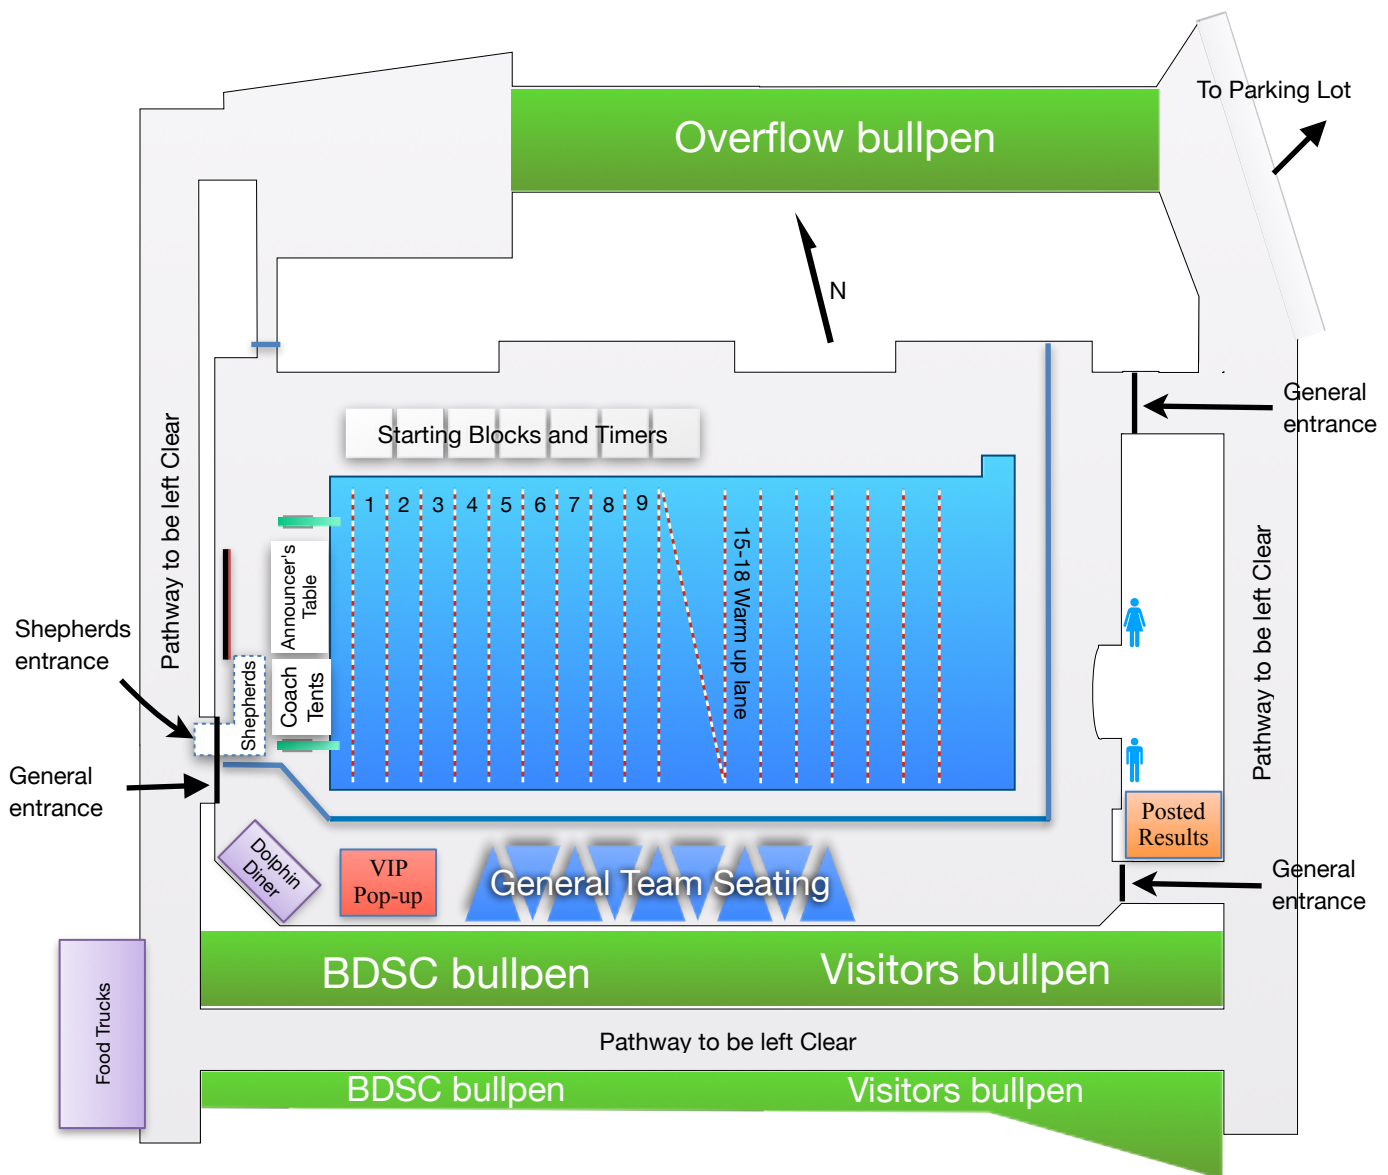 Overflow bullpen
To Parking Lot
N
General
entrance
Pathway to be left Clear
Starting Blocks and Timers
1 2 3 4 5 6 7 8 9
15-18 Warm up lane
Announcer's
Table
Coach
Tents
Shepherds
Shepherds
entrance
General
entrance
Pathway to be left Clear
Posted
Results
General
entrance
Dolphin
Diner
VIP
Pop-up
General Team Seating
BDSC bullpen
Visitors bullpen
Food Trucks
Pathway to be left Clear
BDSC bullpen
Visitors bullpen